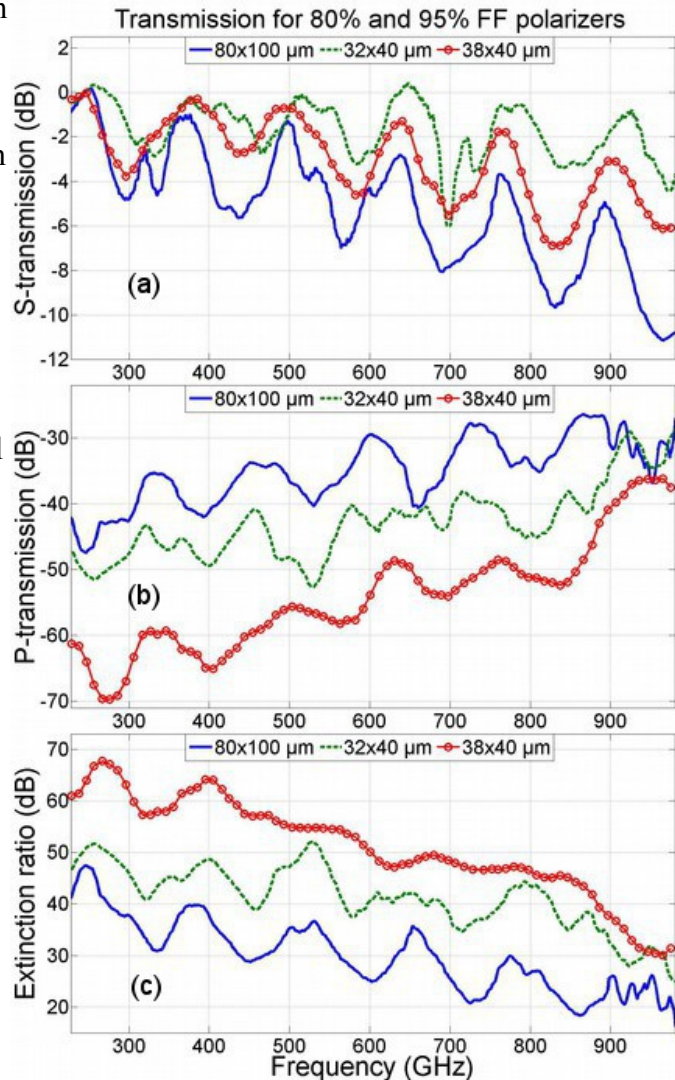 Transmission for 80% and 95% FF polarizers
80x100 µm 32x40 µm 38x40 µm
S-transmission (dB)
2
0
-2
-4
-6
-8
-10
-12
(a)
300 400 500 600 700 800 900
80x100 µm 32x40 µm 38x40 µm
P-transmission (dB)
-30
-40
-50
-60
-70
(b)
300 400 500 600 700 800 900
80x100 µm 32x40 µm 38x40 µm
Extinction ratio (dB)
70
60
50
40
30
20
(c)
300 400 500 600 700 800 900
Frequency (GHz)